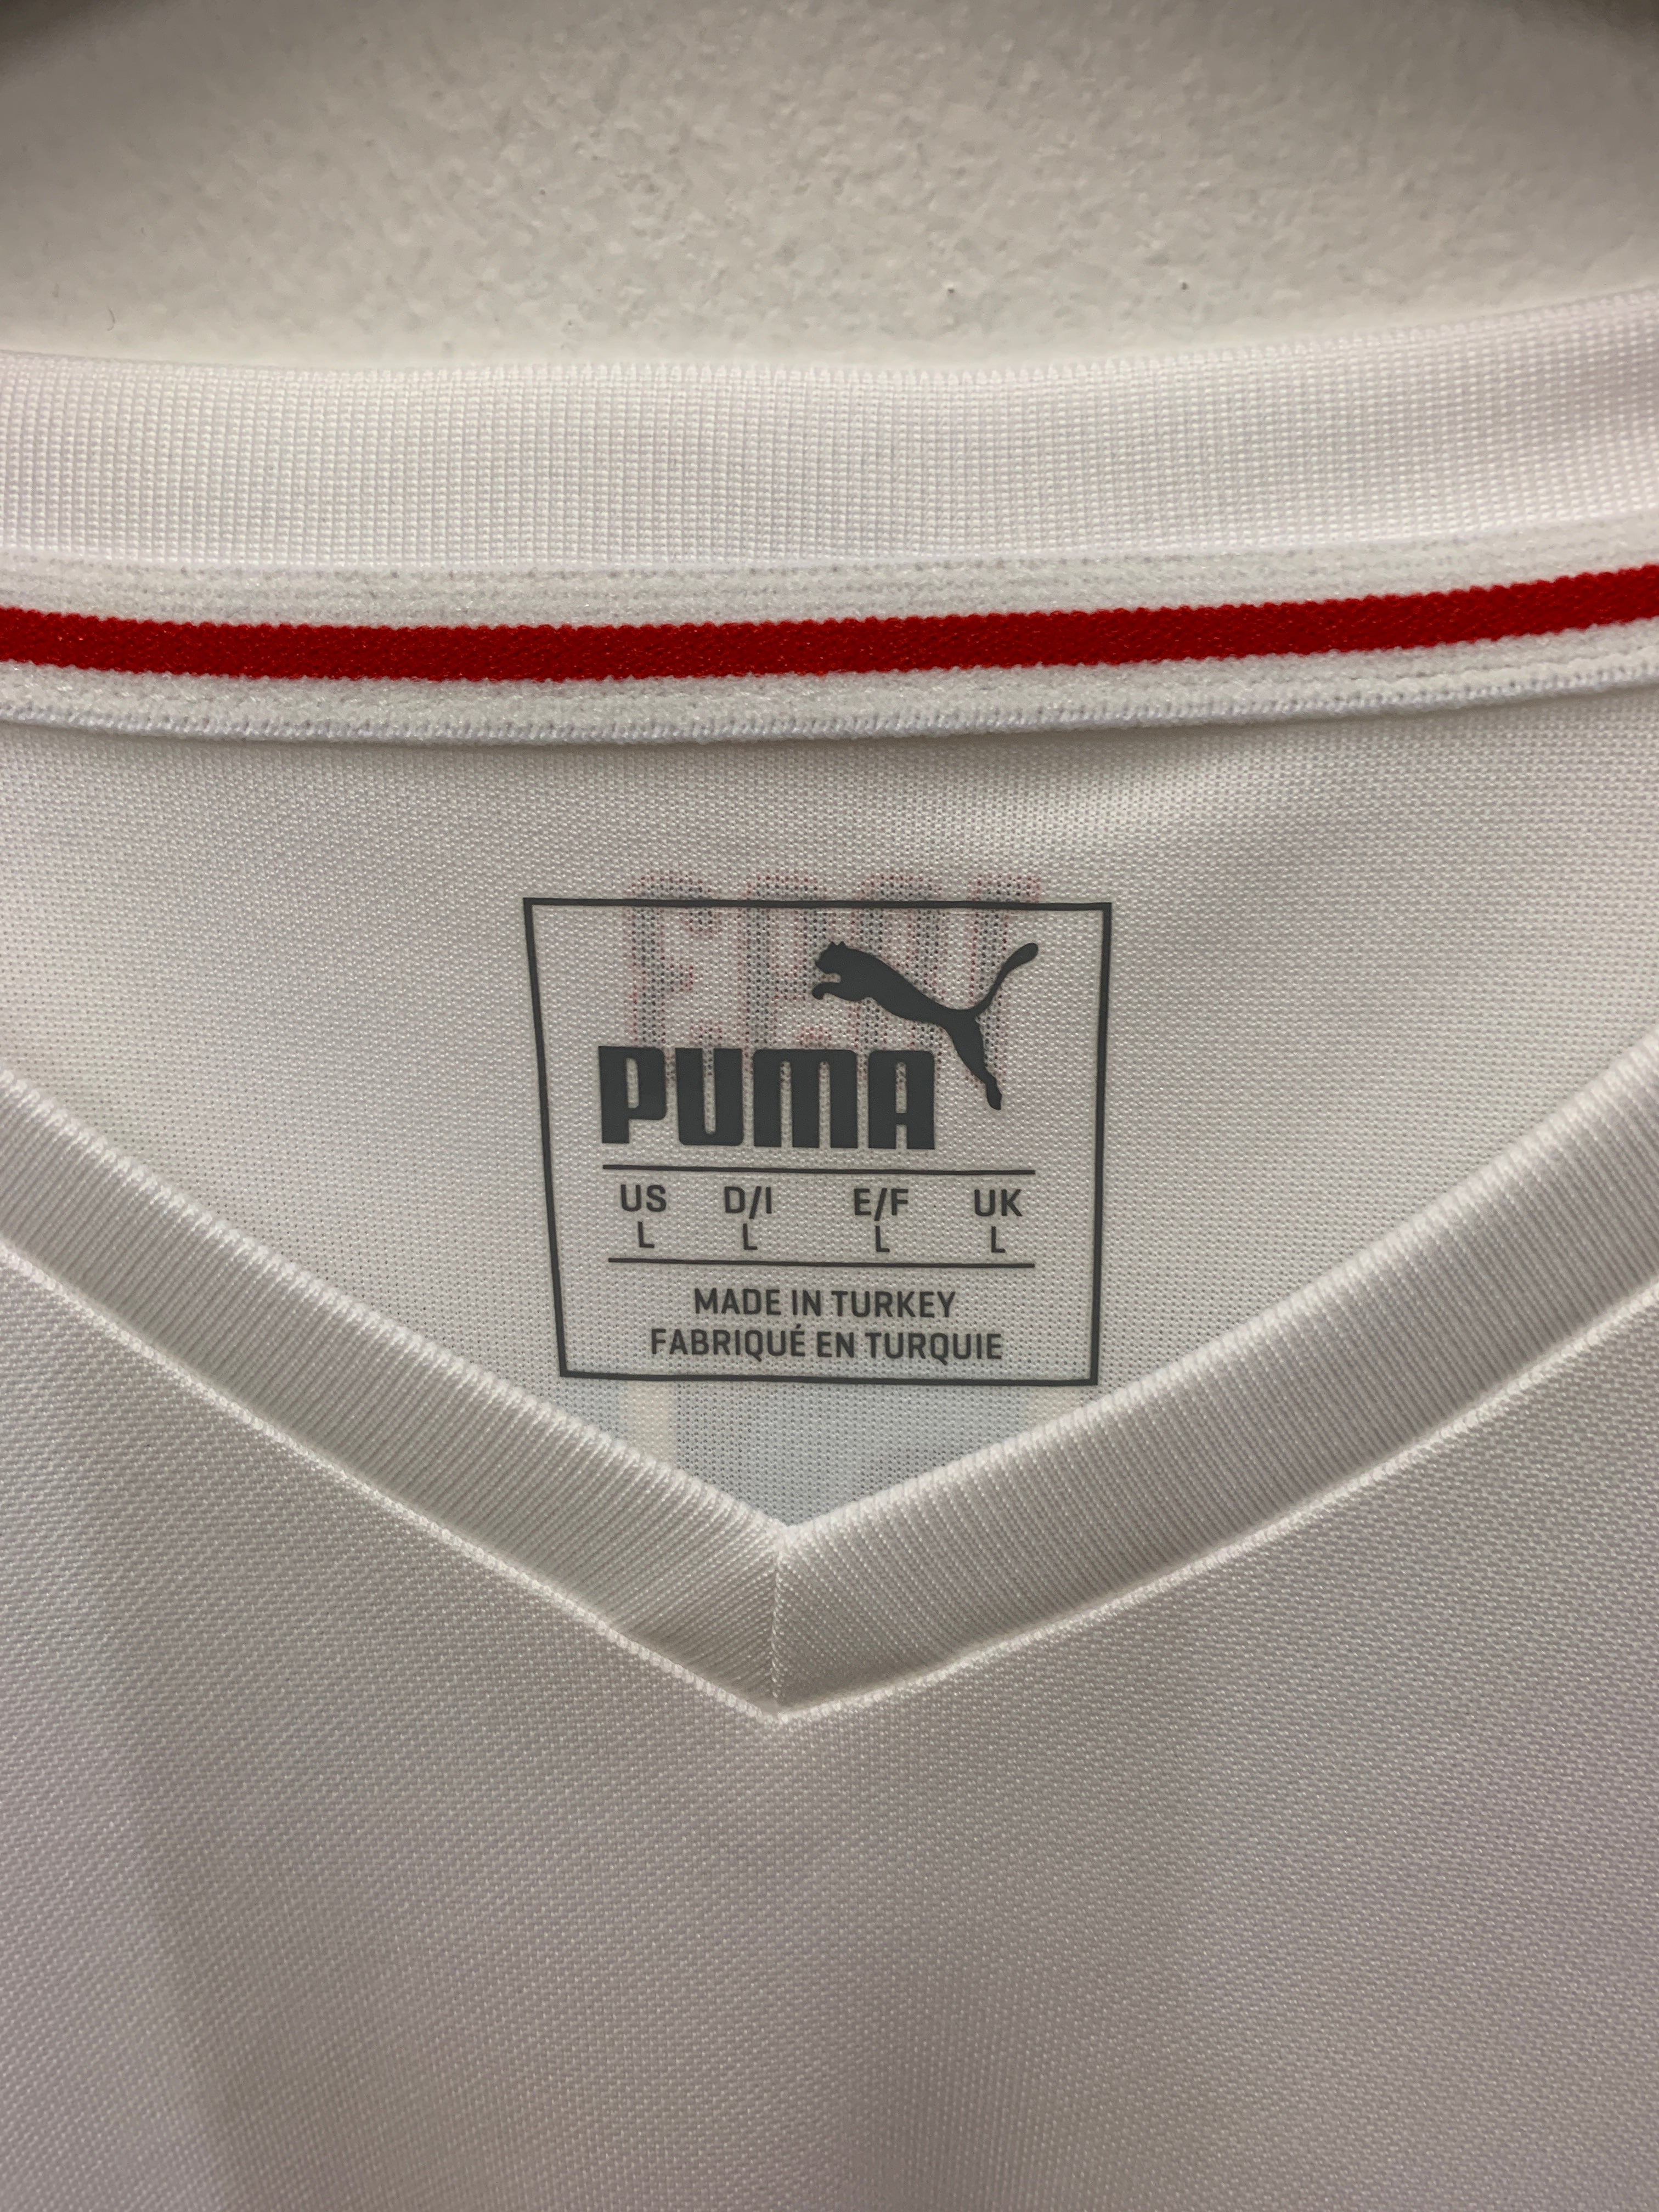 PUMA
US D/I E/F UK
L L L L
MADE IN TURKEY
FABRIQUÉ EN TURQUIE